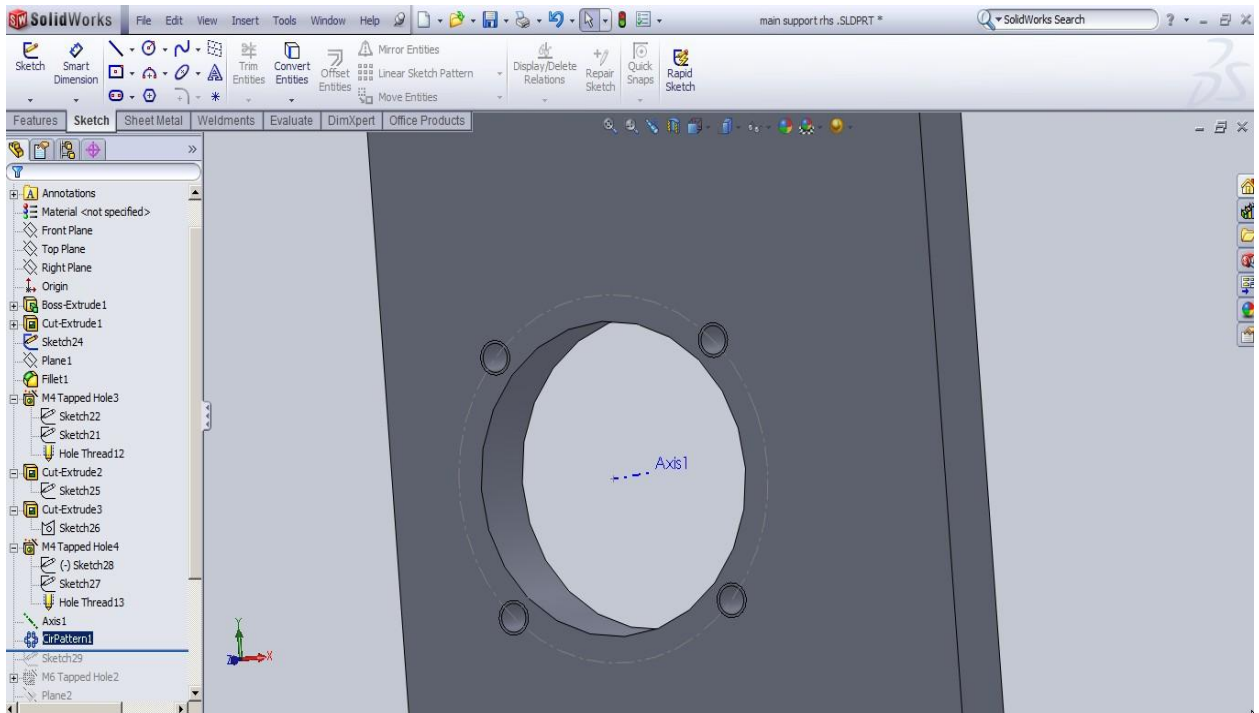 SolidWorks File Edit View Insert Tools Window Help main support rhs .SLDPRT * SolidWorks Search ?
Sketch
Smart Dimension
Trim Entities
Convert Entities
Offset Entities
Mirror Entities
Linear Sketch Pattern
Move Entities
Display/Delete Relations
Repair Sketch
Quick Snaps
Rapid Sketch
Features Sketch Sheet Metal Weldments Evaluate DimXpert Office Products
Annotations
Material <not specified>
Front Plane
Top Plane
Right Plane
Origin
Boss-Extrude1
Cut-Extrude1
Sketch24
Plane1
Fillet1
M4 Tapped Hole3
Sketch22
Sketch21
Hole Thread12
Cut-Extrude2
Sketch25
Cut-Extrude3
Sketch26
M4 Tapped Hole4
(-) Sketch28
Sketch27
Hole Thread13
Axis1
CirPattern1
Sketch29
M6 Tapped Hole2
Plane2
Axis1
Y
Z
X